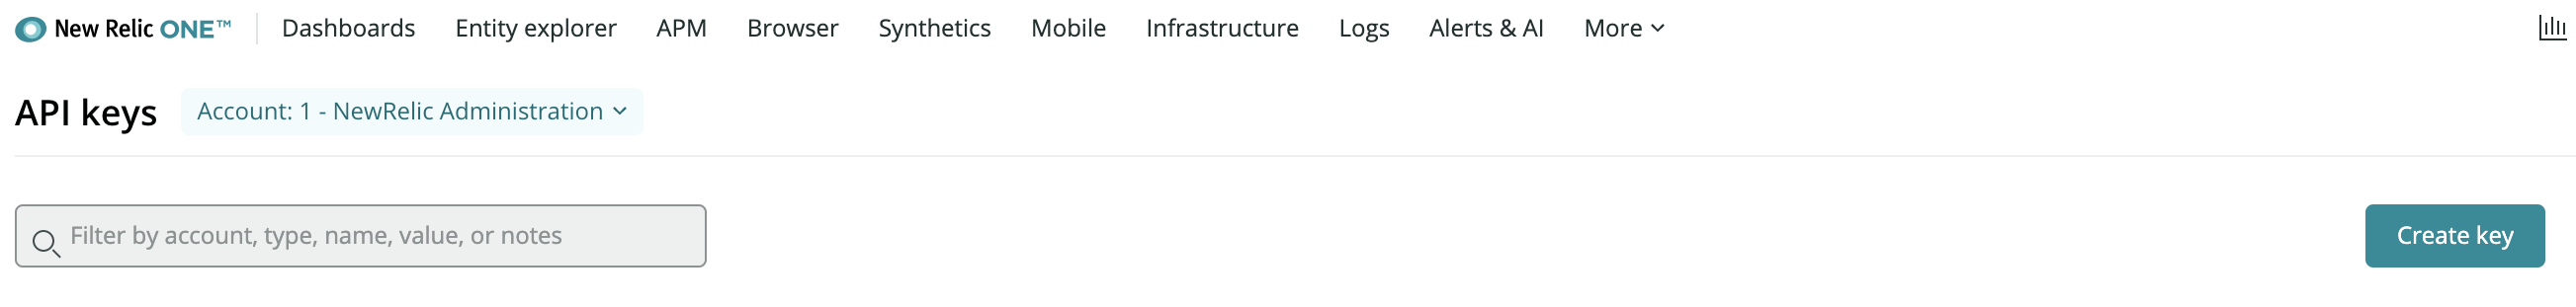 New Relic ONE™ Dashboards Entity explorer APM Browser Synthetics Mobile Infrastructure Logs Alerts & AI More
API keys Account: 1 - NewRelic Administration
Filter by account, type, name, value, or notes Create key